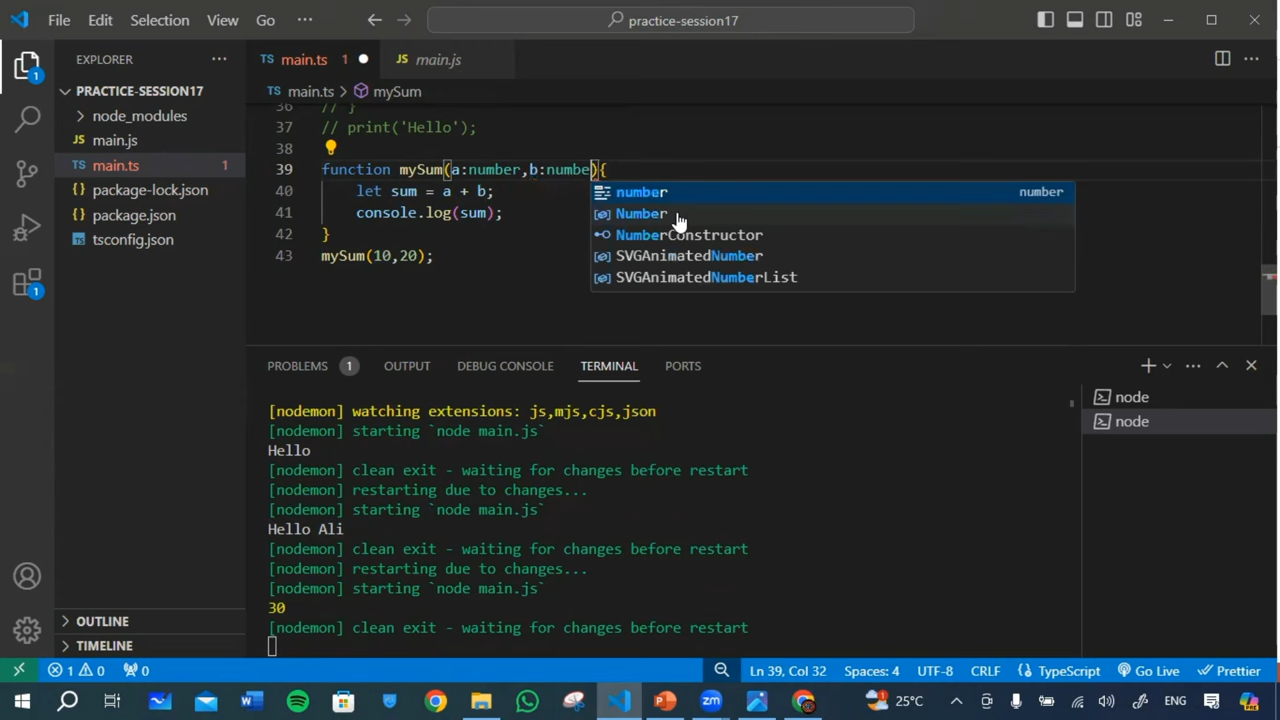 File Edit Selection View Go ··· practice-session17
EXPLORER ···
TS main.ts 1 JS main.js
PRACTICE-SESSION17
TS main.ts > mySum
node_modules
JS main.js
TS main.ts 1
package-lock.json
package.json
tsconfig.json
36 // }
37 // print('Hello');
38
39 function mySum(a:number,b:numbe){
number number
40 let sum = a + b;
Number
41 console.log(sum);
NumberConstructor
42 }
SVGAnimatedNumber
43 mySum(10,20);
SVGAnimatedNumberList
PROBLEMS 1 OUTPUT DEBUG CONSOLE TERMINAL PORTS
[nodemon] watching extensions: js,mjs,cjs,json
[nodemon] starting `node main.js`
Hello
[nodemon] clean exit - waiting for changes before restart
[nodemon] restarting due to changes...
[nodemon] starting `node main.js`
Hello Ali
[nodemon] clean exit - waiting for changes before restart
[nodemon] restarting due to changes...
[nodemon] starting `node main.js`
30
[nodemon] clean exit - waiting for changes before restart
node
node
1
1
OUTLINE
TIMELINE
1 0 0 Ln 39, Col 32 Spaces: 4 UTF-8 CRLF TypeScript Go Live Prettier
25°C ENG